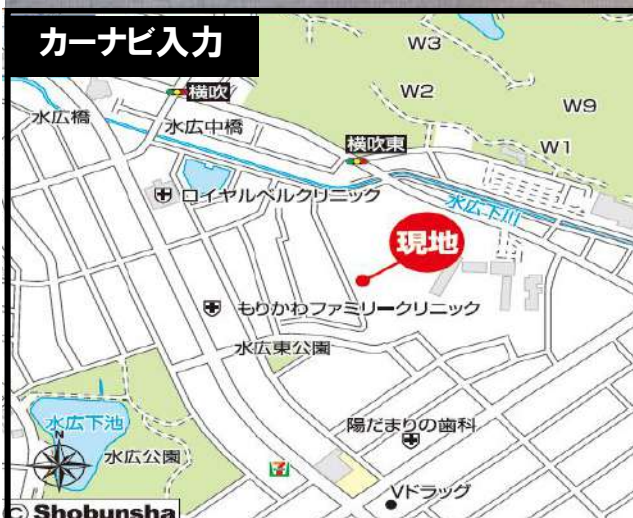 カーナビ入力
W3
W2
W9
W1
横吹
水広橋
水広中橋
横吹東
ロイヤルベルクリニック
水広下川
現地
もりかわファミリークリニック
水広東公園
陽だまりの歯科
水広下池
N
水広公園
7
Vドラッグ
© Shobunsha